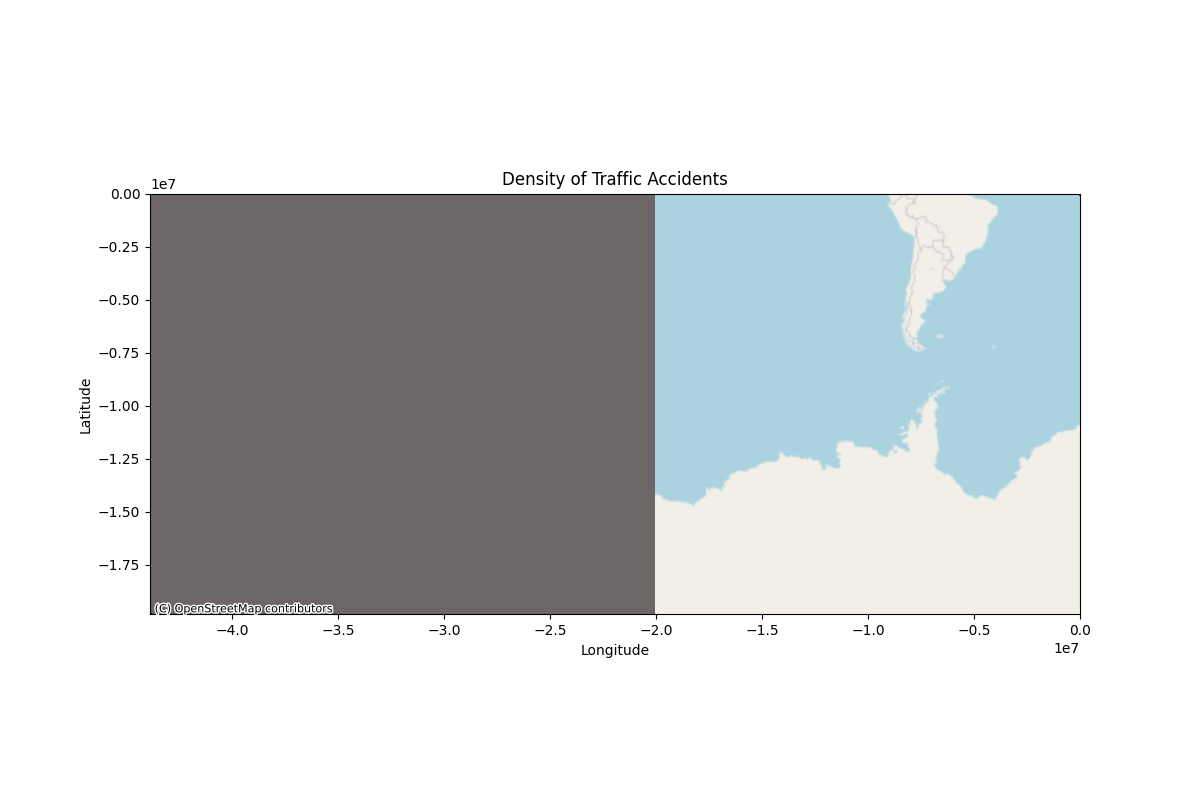 Density of Traffic Accidents
1e7
0.00
−0.25
−0.50
−0.75
−1.00
−1.25
−1.50
−1.75
Latitude
(C) OpenStreetMap contributors
−4.0 −3.5 −3.0 −2.5 −2.0 −1.5 −1.0 −0.5 0.0
Longitude
1e7